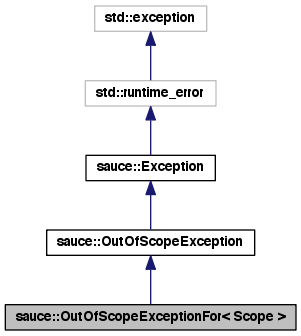 std::exception
std::runtime_error
sauce::Exception
sauce::OutOfScopeException
sauce::OutOfScopeExceptionFor< Scope >